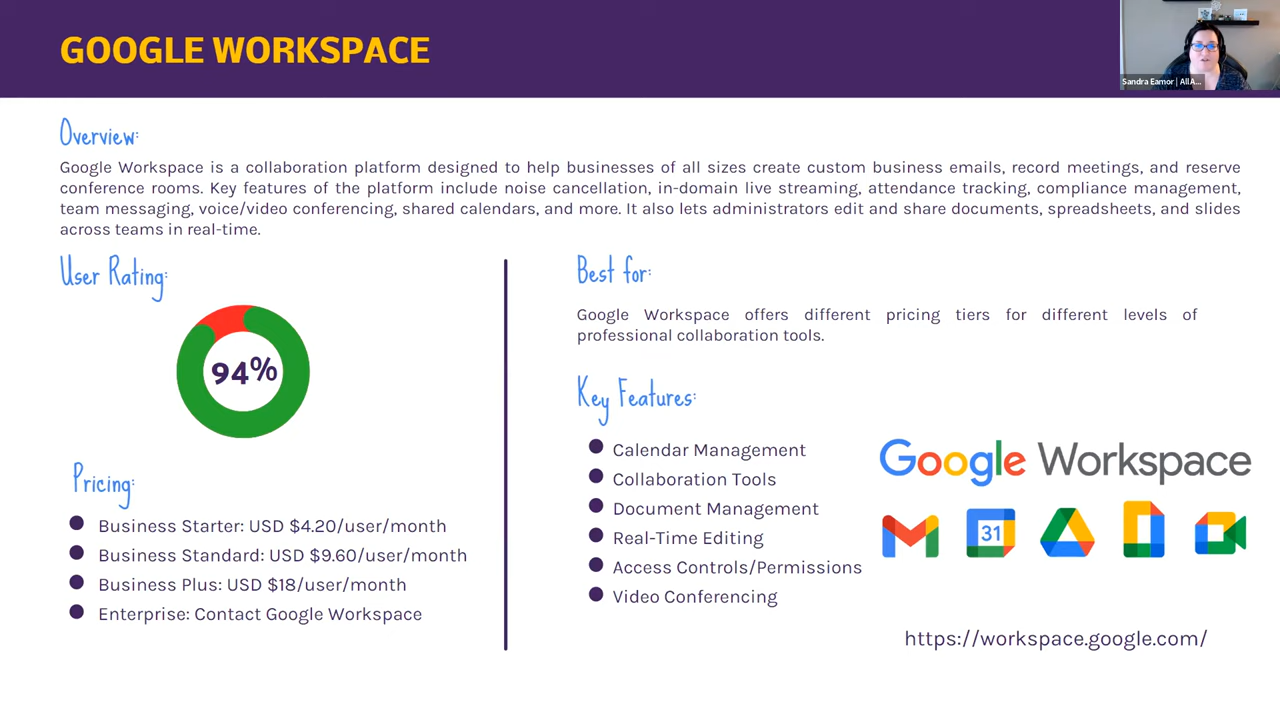 GOOGLE WORKSPACE
Sandra Eamor | All A...
Overview:
Google Workspace is a collaboration platform designed to help businesses of all sizes create custom business emails, record meetings, and reserve
conference rooms. Key features of the platform include noise cancellation, in-domain live streaming, attendance tracking, compliance management,
team messaging, voice/video conferencing, shared calendars, and more. It also lets administrators edit and share documents, spreadsheets, and slides
across teams in real-time.
User Rating:
94%
Pricing:
Business Starter: USD $4.20/user/month
Business Standard: USD $9.60/user/month
Business Plus: USD $18/user/month
Enterprise: Contact Google Workspace
Best for:
Google Workspace offers different pricing tiers for different levels of
professional collaboration tools.
Key Features:
Calendar Management
Collaboration Tools
Document Management
Real-Time Editing
Access Controls/Permissions
Video Conferencing
Google Workspace
31
https://workspace.google.com/